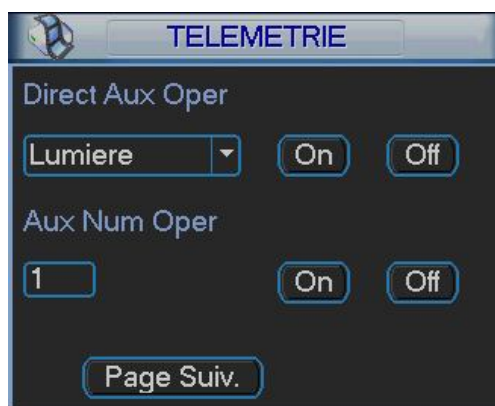 TELEMETRIE
Direct Aux Oper
Lumiere On Off
Aux Num Oper
1 On Off
Page Suiv.